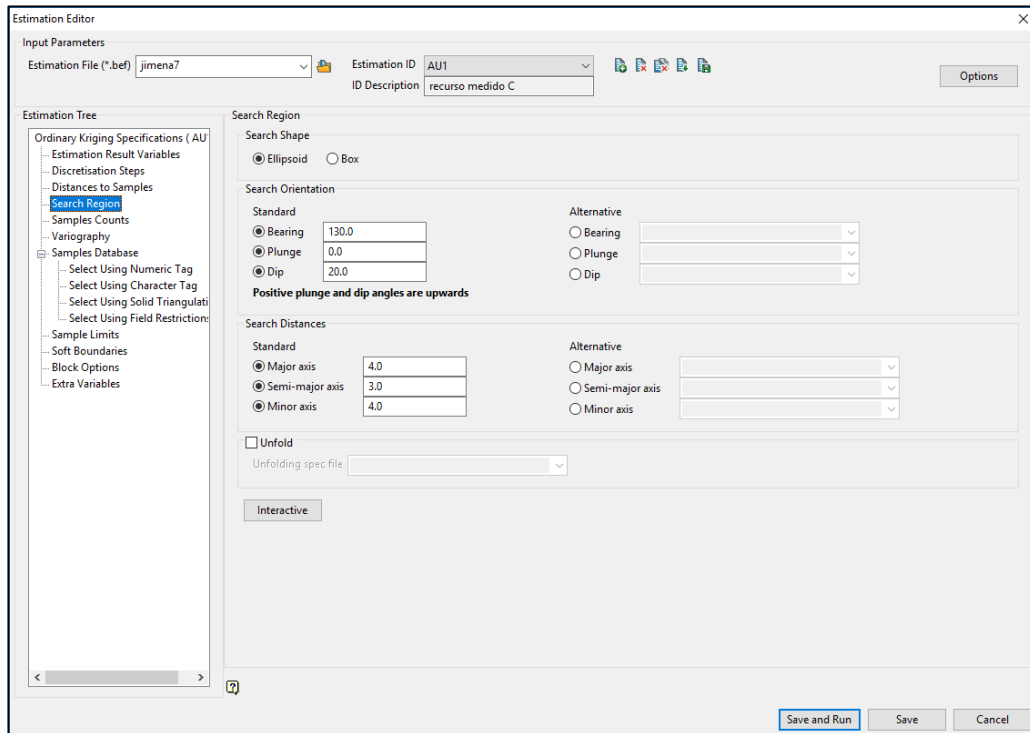 Estimation Editor
Input Parameters
Estimation File (*.bef) jimena7 Estimation ID AU1
ID Description recurso medido C
Options
Estimation Tree
Ordinary Kriging Specifications ( AU
Estimation Result Variables
Discretisation Steps
Distances to Samples
Search Region
Samples Counts
Variography
Samples Database
Select Using Numeric Tag
Select Using Character Tag
Select Using Solid Triangulati
Select Using Field Restrictions
Sample Limits
Soft Boundaries
Block Options
Extra Variables
Search Region
Search Shape
Ellipsoid Box
Search Orientation
Standard Alternative
Bearing 130.0 Bearing
Plunge 0.0 Plunge
Dip 20.0 Dip
Positive plunge and dip angles are upwards
Search Distances
Standard Alternative
Major axis 4.0 Major axis
Semi-major axis 3.0 Semi-major axis
Minor axis 4.0 Minor axis
Unfold
Unfolding spec file
Interactive
Save and Run Save Cancel